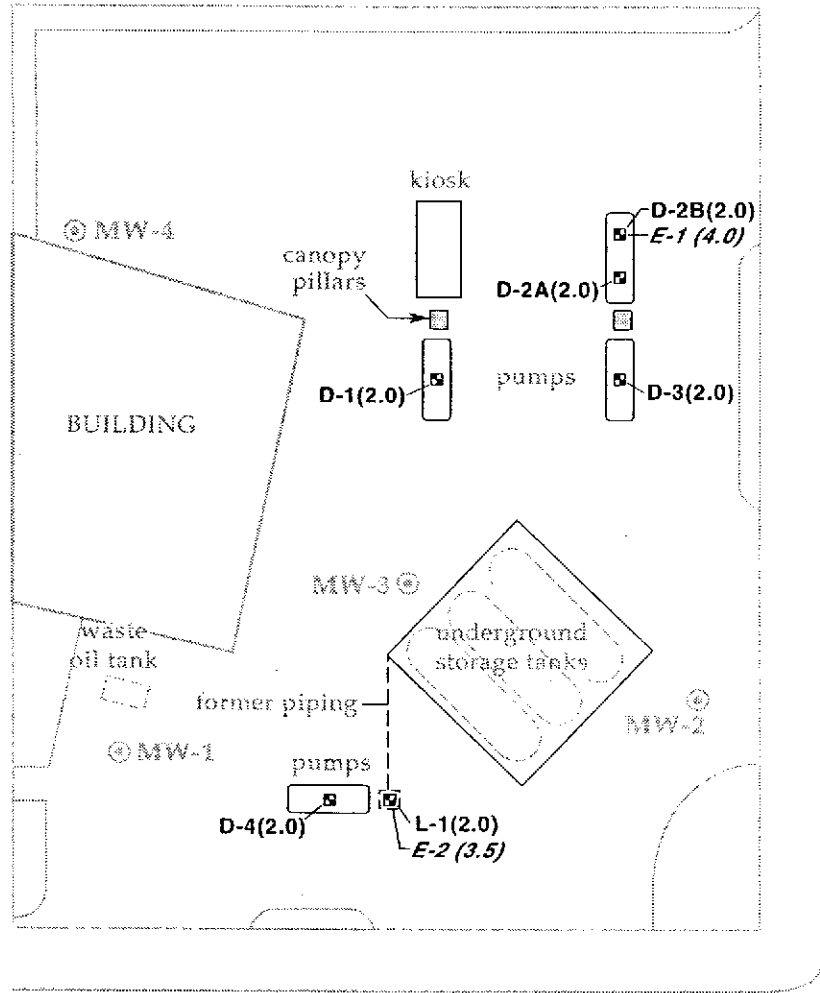 kiosk
D-2B(2.0)
MW-4
E-1 (4.0)
canopy
pillars
D-2A(2.0)
D-1(2.0)
pumps
D-3(2.0)
BUILDING
MW-3
waste
oil tank
underground
storage tanks
former piping
MW-2
MW-1
pumps
D-4(2.0)
L-1(2.0)
E-2 (3.5)